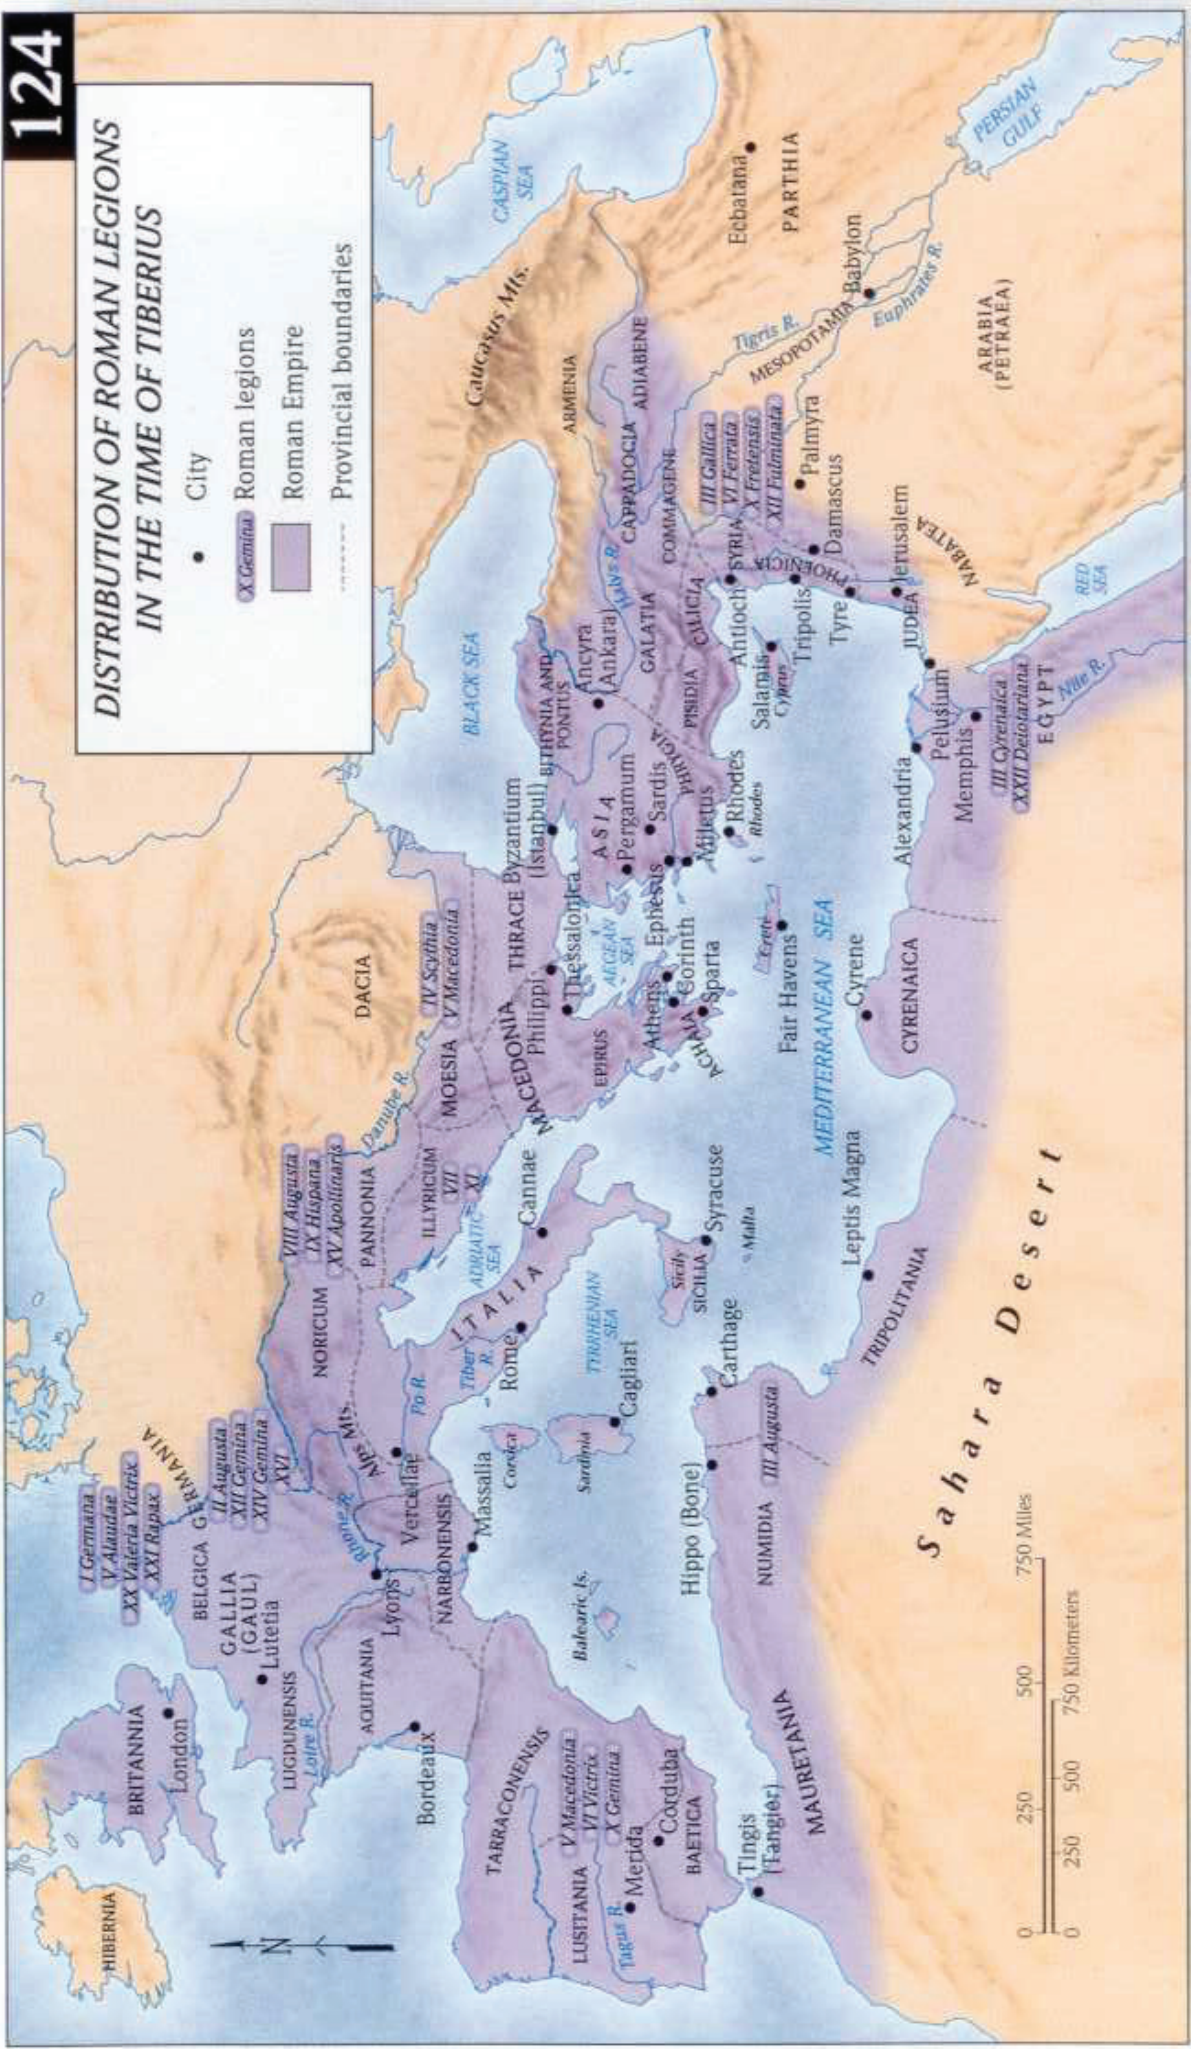 124
DISTRIBUTION OF ROMAN LEGIONS
IN THE TIME OF TIBERIUS
City
X Gemina
Roman legions
Roman Empire
Provincial boundaries
HIBERNIA
BRITANNIA
London
I Germana
V Alaudae
XX Valeria Victrix
XXI Rapax
GERMANIA
II Augusta
XII Gemina
XIV Gemina
XVI
BELGICA
GALLIA
(GAUL)
Lutetia
LUGDUNENSIS
Loire R.
AQUITANIA
Bordeaux
Lyons
Rhone R.
NARBONENSIS
Massalia
Vercellae
Alps Mts.
Po R.
NORICUM
VIII Augusta
IX Hispana
XV Apollinaris
PANNONIA
Danube R.
DACIA
ILLYRICUM
VII
XI
MOESIA
IV Scythia
V Macedonia
ADRIATIC
SEA
ITALIA
Tiber
R.
Rome
Cannae
TYRRHENIAN
SEA
Corsica
Sardinia
Cagliari
Sicily
SICILIA
Syracuse
Malta
Balearic Is.
TARRACONENSIS
V Macedonia
VI Victrix
X Gemina
LUSITANIA
Tagus R.
Merida
Corduba
BAETICA
Tingis
(Tangier)
MAURETANIA
Hippo (Bone)
NUMIDIA
III Augusta
Carthage
TRIPOLITANIA
Leptis Magna
Sahara Desert
MEDITERRANEAN SEA
CYRENAICA
Cyrene
MACEDONIA
THRACE
Philippi
Thessalonica
EPIRUS
AEGEAN
SEA
Athens
Corinth
ACHAIA
Sparta
Crete
Fair Havens
Byzantium
(Istanbul)
BLACK SEA
BITHYNIA AND
PONTUS
Ancyra
(Ankara)
Halys R.
GALATIA
ASIA
Pergamum
Sardis
PHRYGIA
PISIDIA
Ephesus
Miletus
Rhodes
Rhodes
CILICIA
CAPPADOCIA
COMMAGENE
ARMENIA
ADIABENE
Caucasus Mts.
CASPIAN
SEA
Ecbatana
PARTHIA
Tigris R.
MESOPOTAMIA
Babylon
Euphrates R.
PERSIAN
GULF
III Gallica
VI Ferrata
X Fretensis
XII Fulminata
SYRIA
Antioch
PHOENICIA
Salamis
Cyprus
Tripolis
Tyre
Palmyra
Damascus
Jerusalem
JUDEA
NABATEA
ARABIA
(PETRAEA)
RED
SEA
Pelusium
Alexandria
Memphis
III Cyrenaica
XXII Deiotariana
EGYPT
Nile R.
N
0 250 500 750 Miles
0 250 500 750 Kilometers